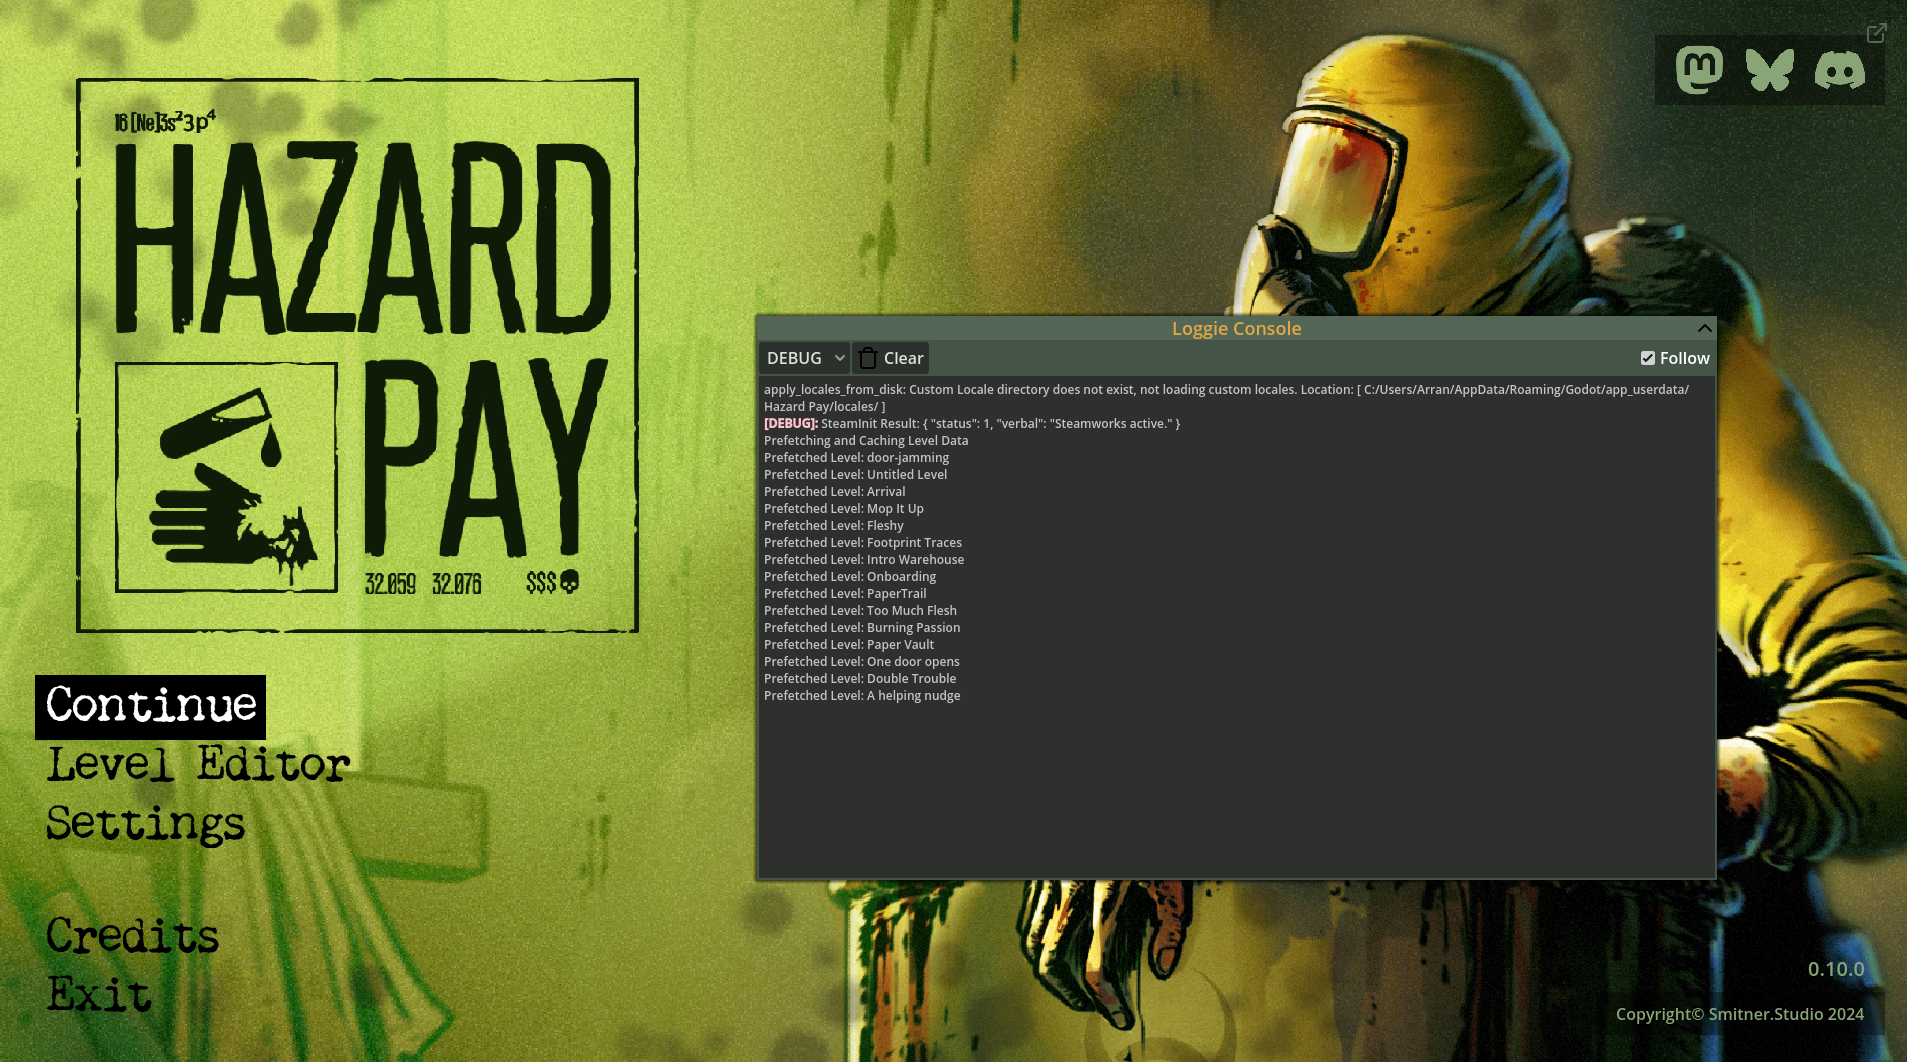 16 [Ne]3s²3p⁴
HAZARD
PAY
32.059 32.076 $$$
Continue
Level Editor
Settings
Credits
Exit
Loggie Console
DEBUG Clear Follow
apply_locales_from_disk: Custom Locale directory does not exist, not loading custom locales. Location: [ C:/Users/Arran/AppData/Roaming/Godot/app_userdata/
Hazard Pay/locales/ ]
[DEBUG]: SteamInit Result: { "status": 1, "verbal": "Steamworks active." }
Prefetching and Caching Level Data
Prefetched Level: door-jamming
Prefetched Level: Untitled Level
Prefetched Level: Arrival
Prefetched Level: Mop It Up
Prefetched Level: Fleshy
Prefetched Level: Footprint Traces
Prefetched Level: Intro Warehouse
Prefetched Level: Onboarding
Prefetched Level: PaperTrail
Prefetched Level: Too Much Flesh
Prefetched Level: Burning Passion
Prefetched Level: Paper Vault
Prefetched Level: One door opens
Prefetched Level: Double Trouble
Prefetched Level: A helping nudge
0.10.0
Copyright© Smitner.Studio 2024